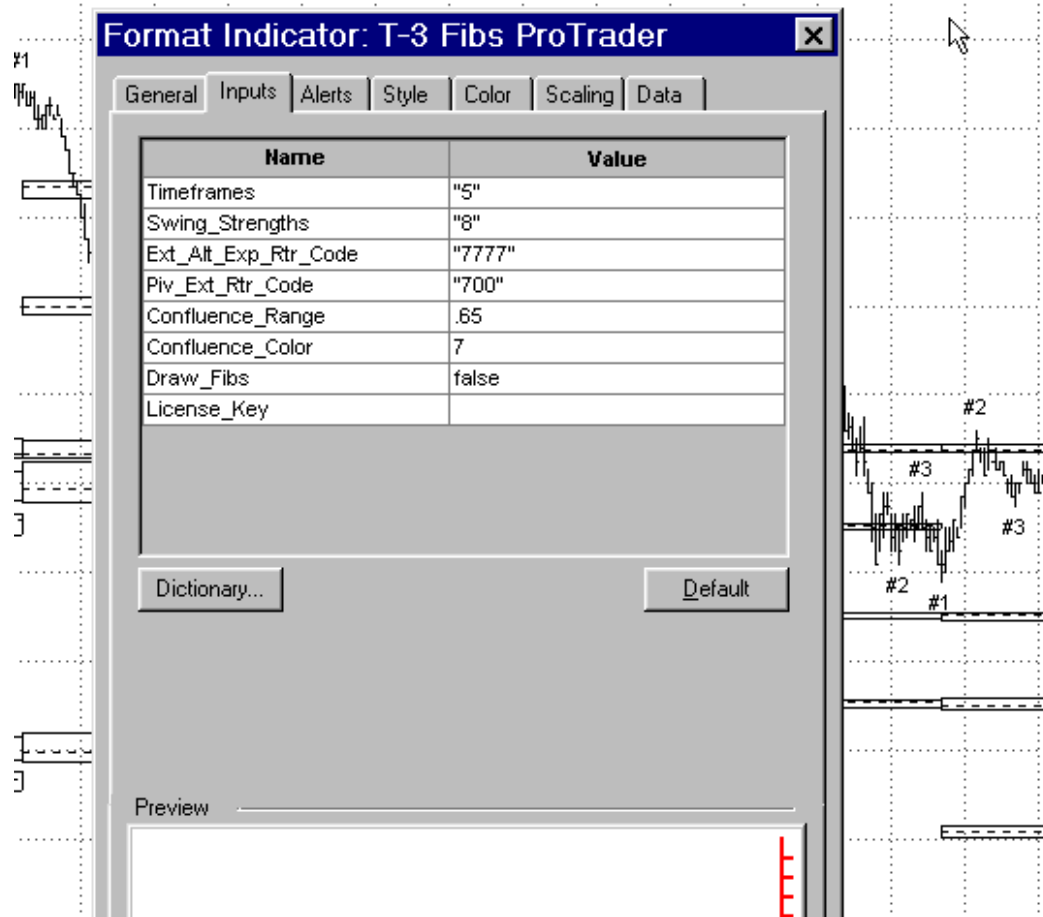 Format Indicator: T-3 Fibs ProTrader
#1
General Inputs Alerts Style Color Scaling Data
Name Value
Timeframes "5"
Swing_Strengths "8"
Ext_Alt_Exp_Rtr_Code "7777"
Piv_Ext_Rtr_Code "700"
Confluence_Range .65
Confluence_Color 7
Draw_Fibs false
License_Key
#2
#3
#3
Dictionary... Default
#2
#1
Preview